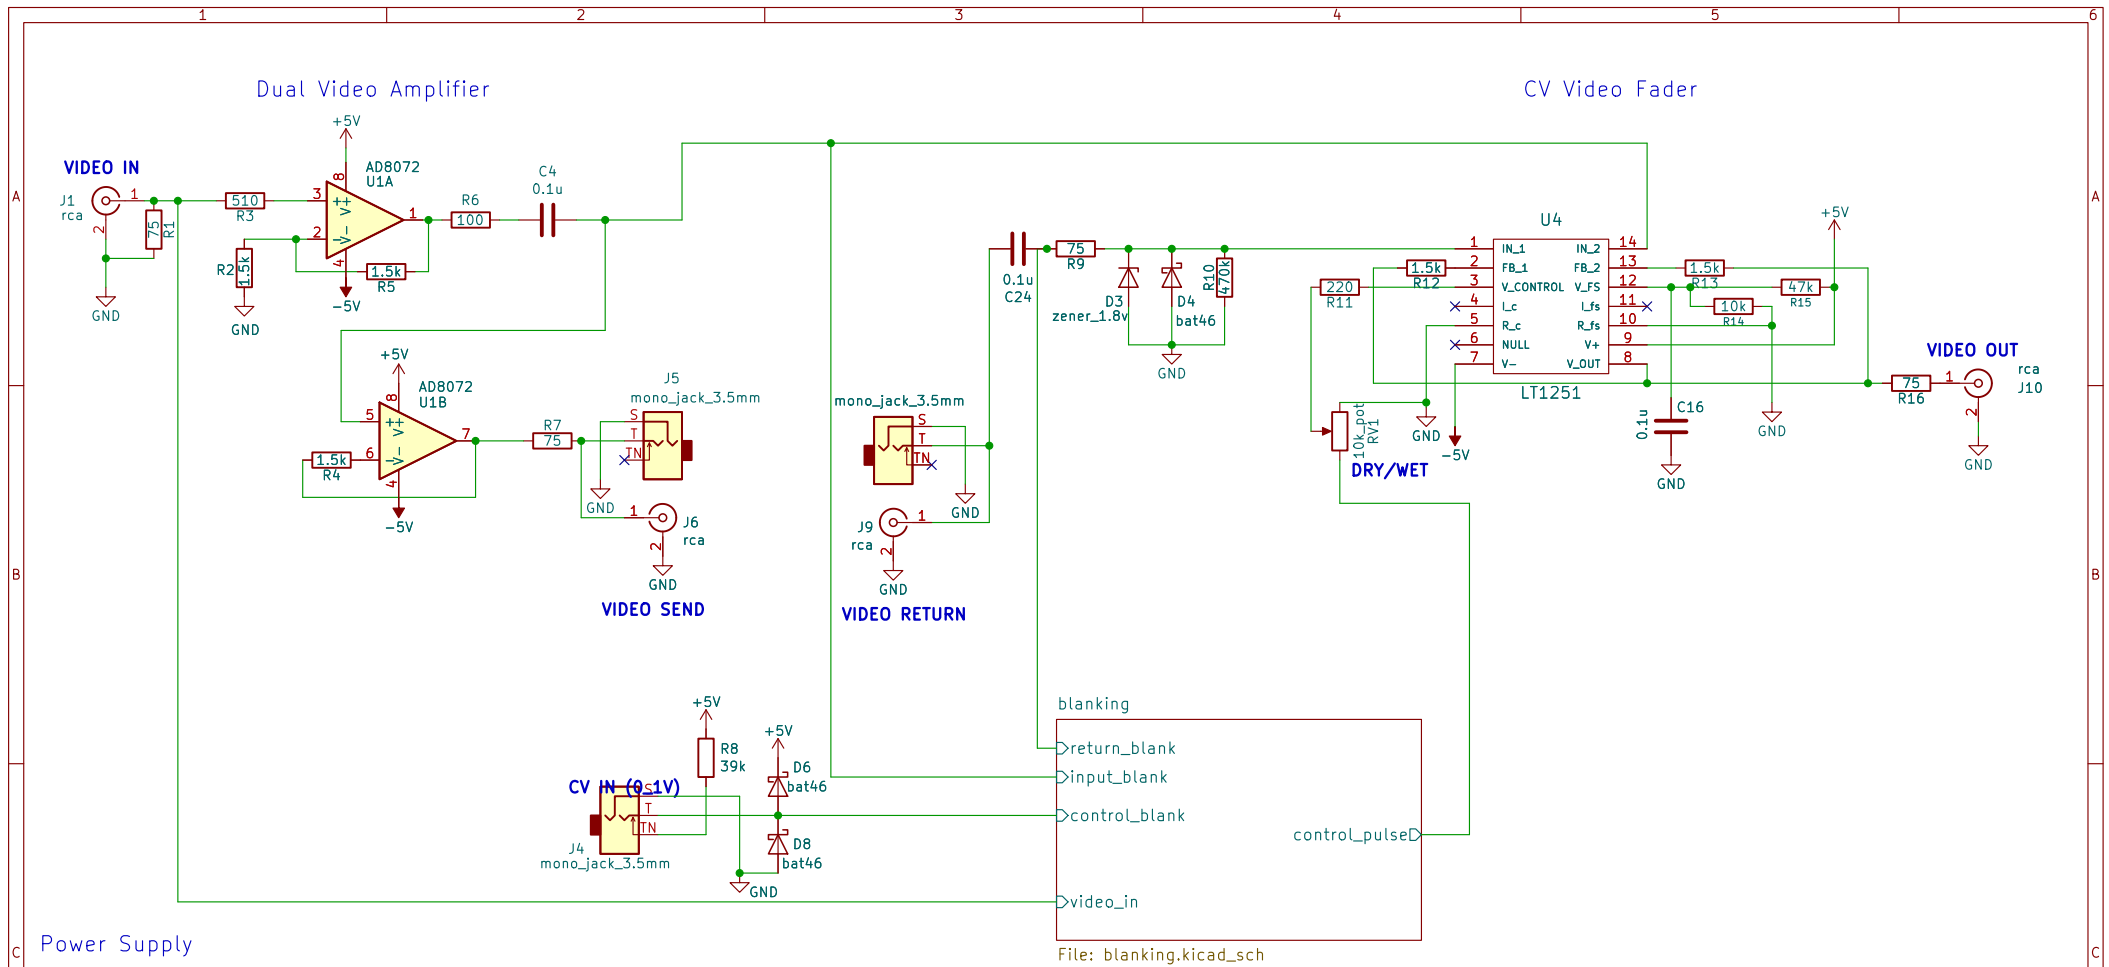 1 2 3 4 5 6
Dual Video Amplifier
CV Video Fader
A
A
VIDEO IN
J1
rca
1
2
75
R1
GND
510
R3
R2
1.5k
GND
+5V
AD8072
U1A
3
2
8
4
1
+
-
V+
V-
-5V
1.5k
R5
R6
100
C4
0.1u
+5V
AD8072
U1B
5
6
8
4
7
+
-
V+
V-
-5V
1.5k
R4
R7
75
J5
mono_jack_3.5mm
S
T
TN
GND
1
2
J6
rca
GND
VIDEO SEND
mono_jack_3.5mm
S
T
TN
GND
J9
rca
1
2
GND
VIDEO RETURN
0.1u
C24
75
R9
D3
zener_1.8v
D4
bat46
R10
470k
GND
220
R11
1.5k
R12
U4
1 IN_1
2 FB_1
3 V_CONTROL
4 I_c
5 R_c
6 NULL
7 V-
IN_2 14
FB_2 13
V_FS 12
I_fs 11
R_fs 10
V+ 9
V_OUT 8
LT1251
1.5k
R13
10k
R14
47k
R15
+5V
10k_pot
RV1
DRY/WET
GND
-5V
0.1u
C16
GND
GND
VIDEO OUT
75
R16
1
2
rca
J10
GND
B
B
+5V
R8
39k
+5V
D6
bat46
D8
bat46
CV IN (0_1V)
S
T
TN
J4
mono_jack_3.5mm
GND
blanking
return_blank
input_blank
control_blank
control_pulse
video_in
File: blanking.kicad_sch
Power Supply
C
C